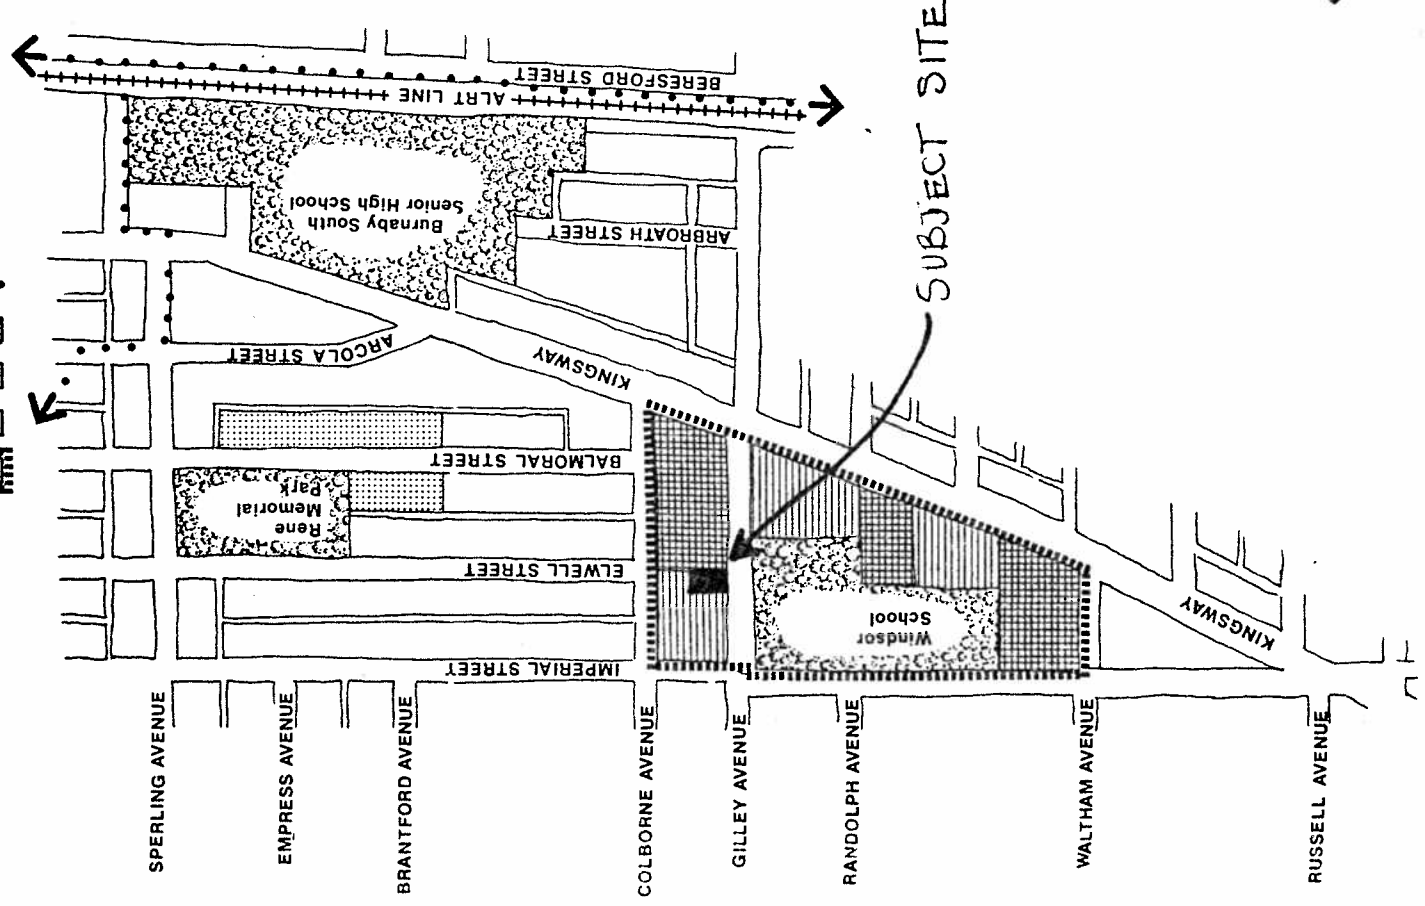 SUBJECT SITE
BERESFORD STREET
ALRT LINE
Burnaby South
Senior High School
ARBROATH STREET
ARCOLA STREET
KINGSWAY
BALMORAL STREET
Rene
Memorial
Park
ELWELL STREET
Windsor
School
KINGSWAY
IMPERIAL STREET
SPERLING AVENUE
EMPRESS AVENUE
BRANTFORD AVENUE
COLBORNE AVENUE
GILLEY AVENUE
RANDOLPH AVENUE
WALTHAM AVENUE
RUSSELL AVENUE